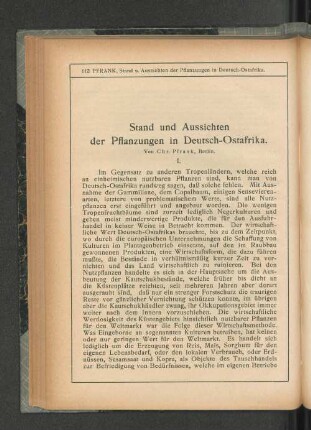 112 PFRANK, Stand u. Aussichten der Pflanzungen in Deutsch-Ostafrika.
Stand und Aussichten
der Pflanzungen in Deutsch-Ostafrika.
Von Chr. Pfrank, Berlin.
I.
Im Gegensatz zu anderen Tropenländern, welche reich
an einheimischen nutzbaren Pflanzen sind, kann man von
Deutsch-Ostafrika rundweg sagen, daß solche fehlen. Mit Aus-
nahme der Gummiliane, dem Copalbaum, einigen Sansevieren-
arten, letztere von problematischem Werte, sind alle Nutz-
pflanzen erst eingeführt und angebaut worden. Die wenigen
Tropenfruchtbäume sind zurzeit lediglich Negerkulturen und
geben meist minderwertige Produkte, die für den Ausfuhr-
handel in keiner Weise in Betracht kommen. Der wirtschaft-
liche Wert Deutsch-Ostafrikas brauchte, bis zu dem Zeitpunkt,
wo durch die europäischen Unternehmungen die Schaffung von
Kulturen im Plantagenbetrieb einsetzte, auf den im Raubbau
gewonnenen Produkten, eine Wirtschaftsform, die dazu führen
mußte, die Bestände in verhältnismäßig kurzer Zeit zu ver-
nichten und das Land wirtschaftlich zu ruinieren. Bei den
Nutzpflanzen handelte es sich in der Hauptsache um die Aus-
beutung der Kautschukbestände, welche früher bis dicht an
die Küstenplätze reichten, seit mehreren Jahren aber derart
ausgeraubt sind, daß nur strenger Forstschutz die traurigen
Reste vor gänzlicher Vernichtung schützen konnte, im übrigen
aber die Kautschukhändler zwang, ihr Okkupationsgebiet immer
weiter nach dem Innern vorzuschieben. Die wirtschaftliche
Wertlosigkeit des Küstengebietes hinsichtlich nutzbarer Pflanzen
für den Weltmarkt war die Folge dieser Wirtschaftsmethode.
Was Eingeborene an sogenannten Kulturen betreiben, hat keinen
oder nur geringen Wert für den Weltmarkt. Es handelt sich
lediglich um die Erzeugung von Reis, Mais, Sorghum für den
eigenen Lebensbedarf, oder den lokalen Verbrauch, oder Erd-
nüssen, Sesamsaat und Kopra, als Objekte des Tauschhandels
zur Befriedigung von Bedürfnissen, welche im eigenen Betriebe